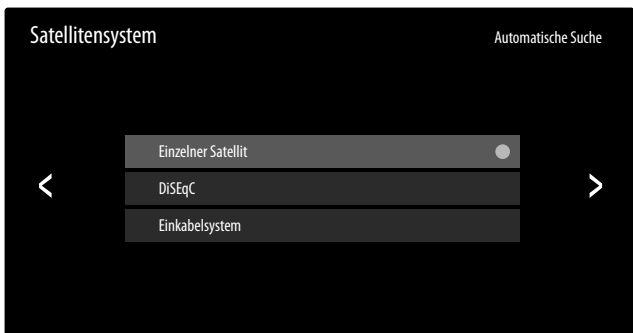 Satellitensystem
Automatische Suche
Einzelner Satellit
DiSEqC
Einkabelsystem